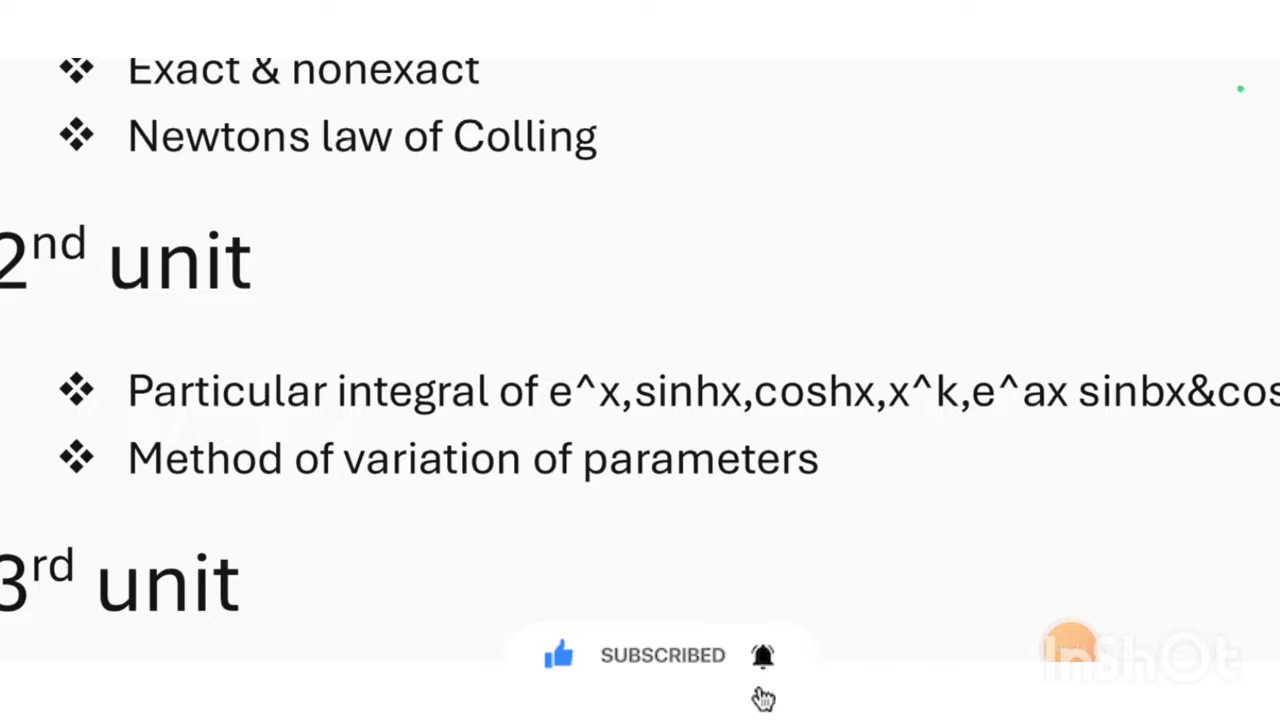 Exact & nonexact
Newtons law of Colling
2nd unit
Particular integral of e^x,sinhx,coshx,x^k,e^ax sinbx&cos
Method of variation of parameters
3rd unit
SUBSCRIBED
InShOt